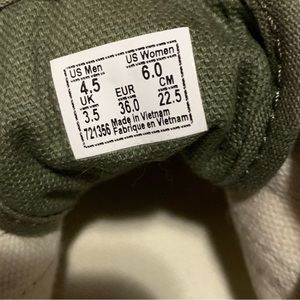 US Men US Women
4.5 6.0
UK EUR CM
3.5 36.0 22.5
721356 Made in Vietnam
Fabrique en Vietnam